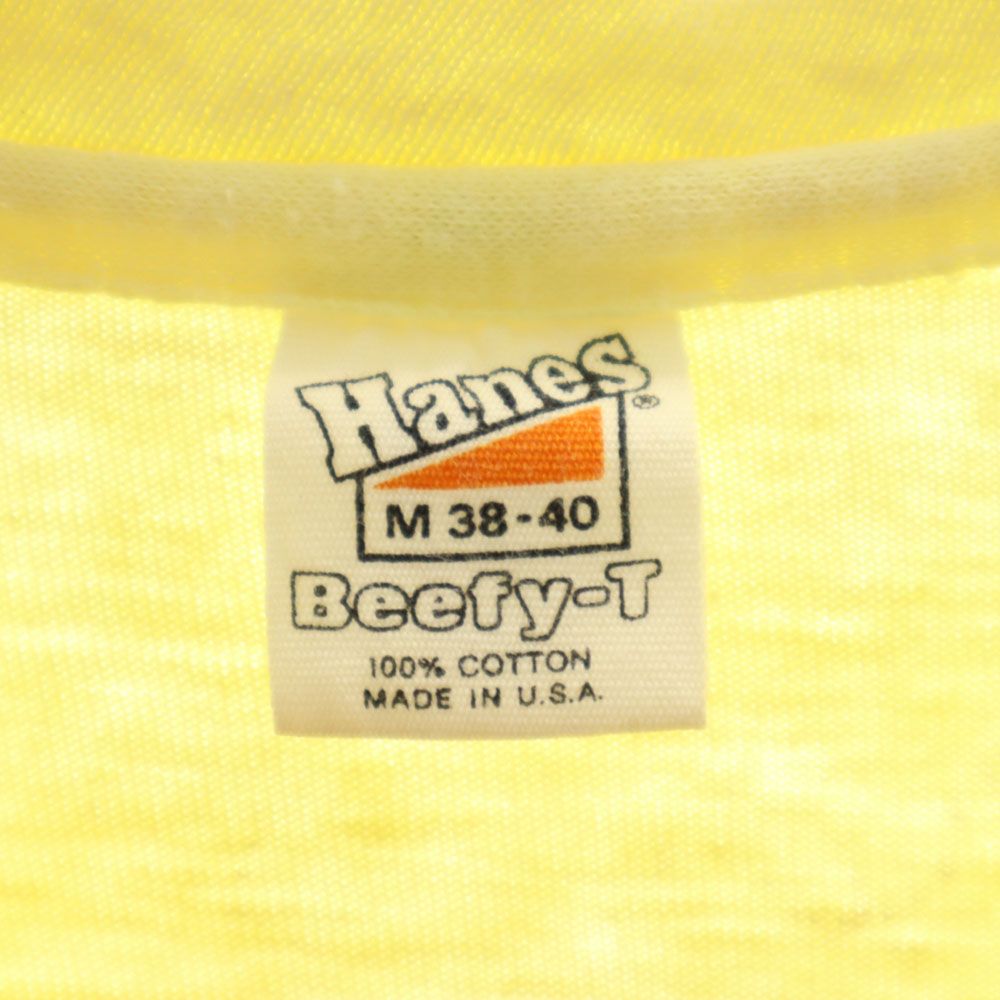 Hanes®
M 38-40
Beefy-T
100% COTTON
MADE IN U.S.A.